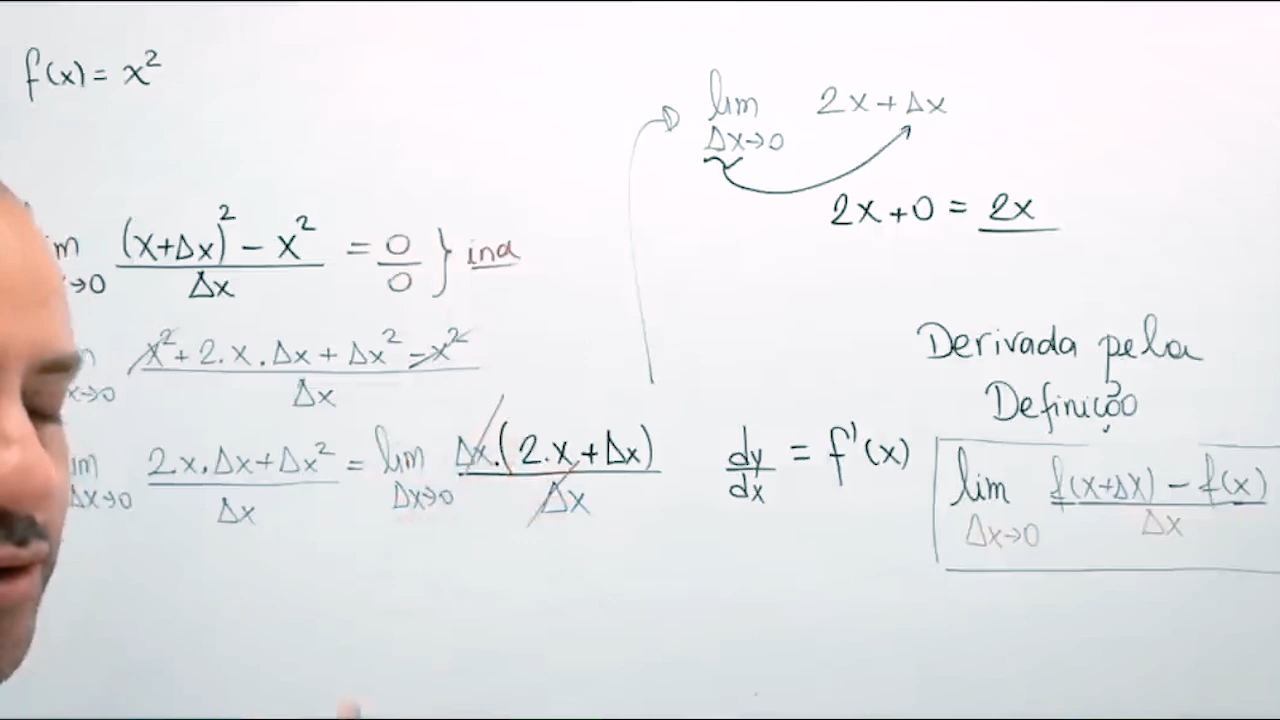 f(x) = x²
lim Δx→0 2x + Δx
2x + 0 = 2x
(x+Δx)² − x² / Δx = 0/0 } ind
x² + 2.x.Δx + Δx² − x² / Δx
lim Δx→0 2x.Δx + Δx² / Δx = lim Δx→0 Δx.(2.x + Δx) / Δx
Derivada pela
Definição
dy/dx = f'(x)
lim Δx→0 f(x+Δx) − f(x) / Δx